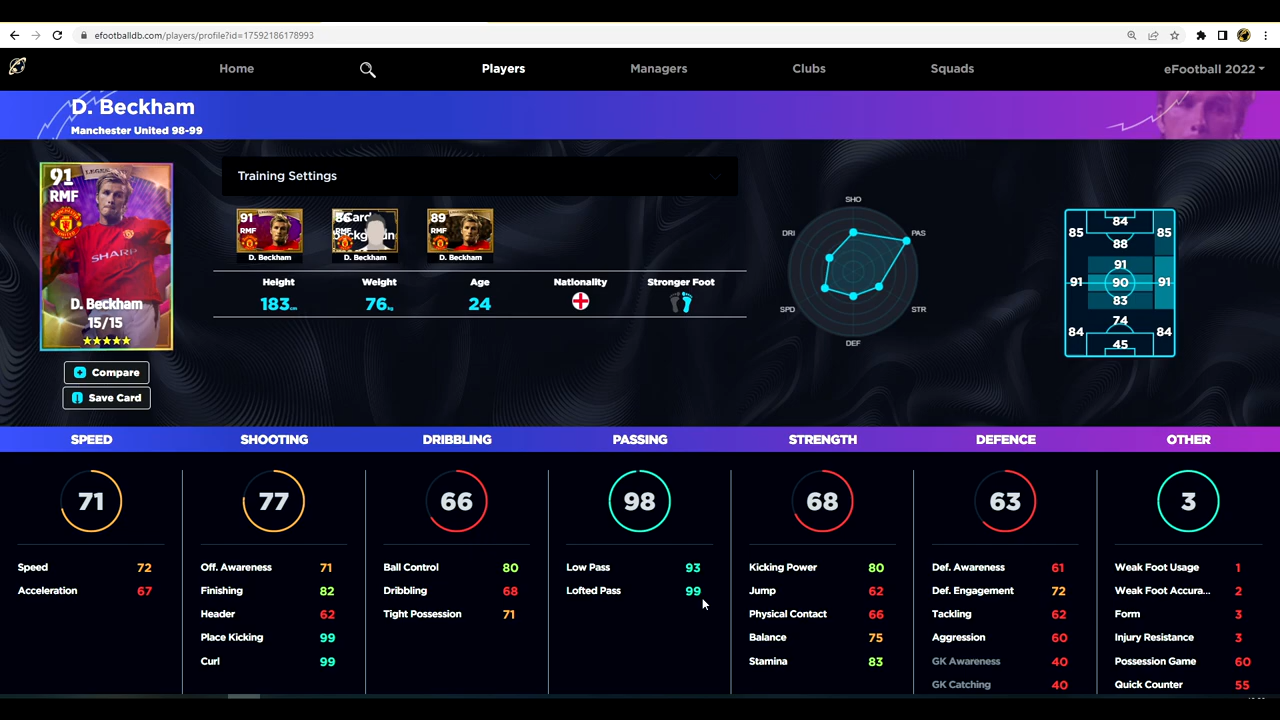 efootballdb.com/players/profile?id=17592186178993
Home
Players
Managers
Clubs
Squads
eFootball 2022
D. Beckham
Manchester United 98-99
91
RMF
LEGEN
SHARP
D. Beckham
15/15
★★★★★
Compare
Save Card
Training Settings
91
RMF
D. Beckham
86
RMF
Card
D. Beckham
89
RMF
D. Beckham
Height
183cm
Weight
76kg
Age
24
Nationality
Stronger Foot
SHO
PAS
STR
DEF
SPD
DRI
84
85
85
88
91
91
90
91
83
74
84
84
45
SPEED
71
Speed 72
Acceleration 67
SHOOTING
77
Off. Awareness 71
Finishing 82
Header 62
Place Kicking 99
Curl 99
DRIBBLING
66
Ball Control 80
Dribbling 68
Tight Possession 71
PASSING
98
Low Pass 93
Lofted Pass 99
STRENGTH
68
Kicking Power 80
Jump 62
Physical Contact 66
Balance 75
Stamina 83
DEFENCE
63
Def. Awareness 61
Def. Engagement 72
Tackling 62
Aggression 60
GK Awareness 40
GK Catching 40
OTHER
3
Weak Foot Usage 1
Weak Foot Accura... 2
Form 3
Injury Resistance 3
Possession Game 60
Quick Counter 55